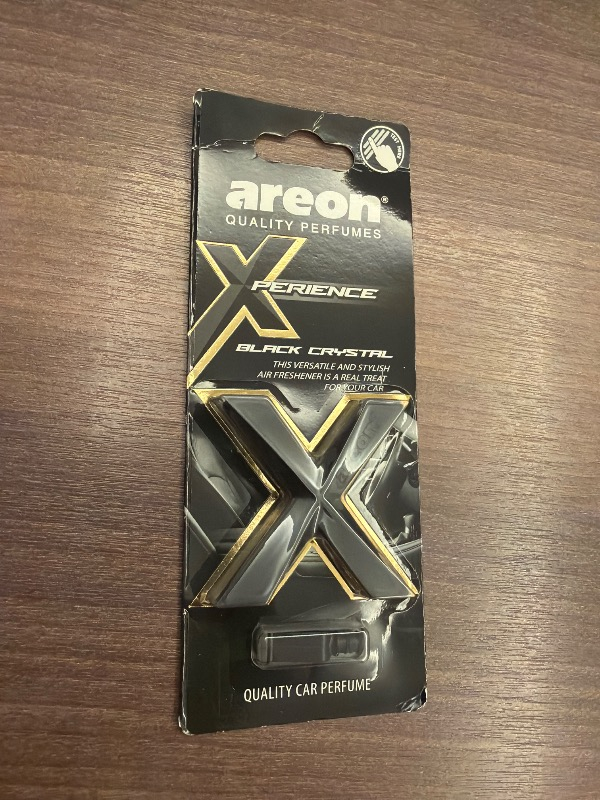 areon®
QUALITY PERFUMES
XPERIENCE
BLACK CRYSTAL
THIS VERSATILE AND STYLISH
AIR FRESHENER IS A REAL TREAT
FOR YOUR CAR
QUALITY CAR PERFUME